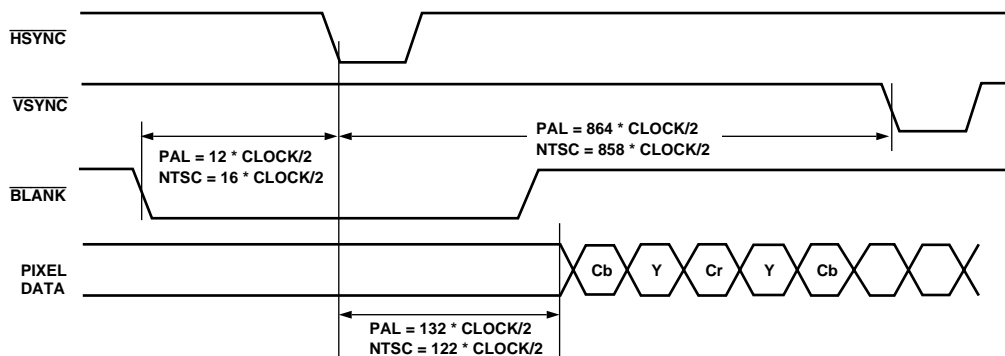 HSYNC
VSYNC
PAL = 864 * CLOCK/2
NTSC = 858 * CLOCK/2
PAL = 12 * CLOCK/2
NTSC = 16 * CLOCK/2
BLANK
PIXEL
DATA
Cb Y Cr Y Cb
PAL = 132 * CLOCK/2
NTSC = 122 * CLOCK/2